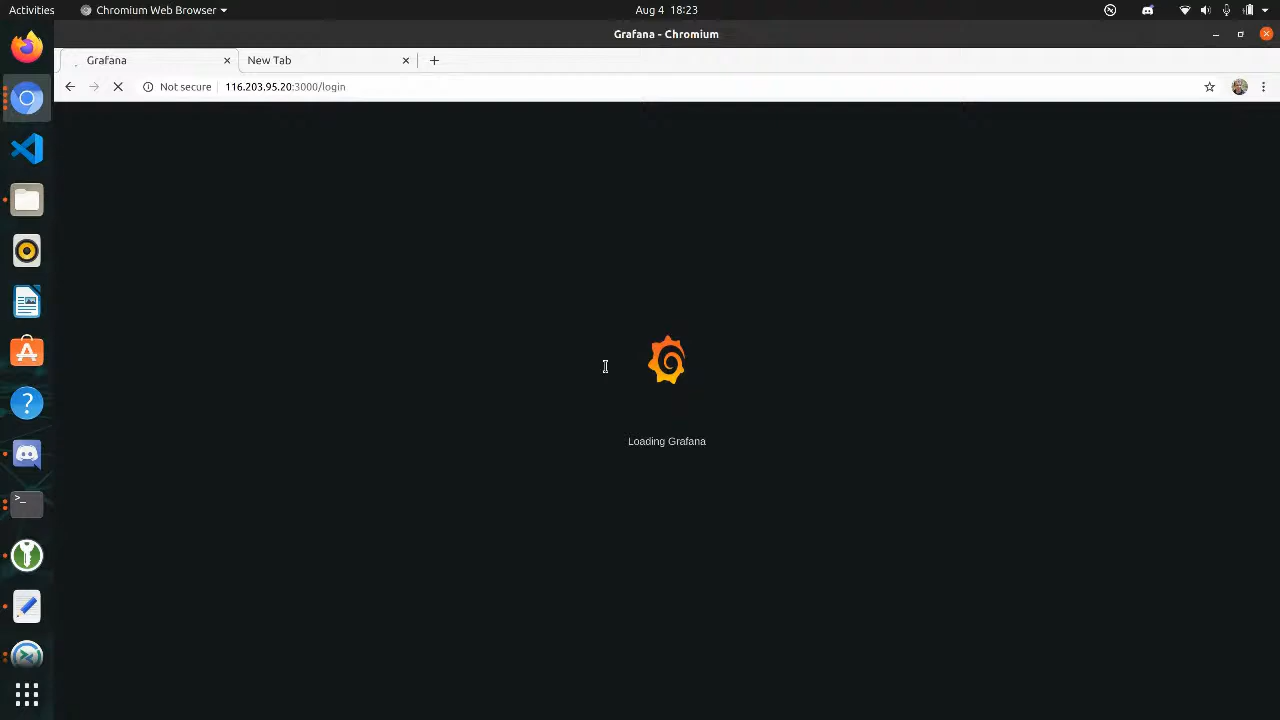 Activities
Chromium Web Browser
Aug 4 18:23
Grafana - Chromium
Grafana
New Tab
Not secure
116.203.95.20:3000/login
Loading Grafana